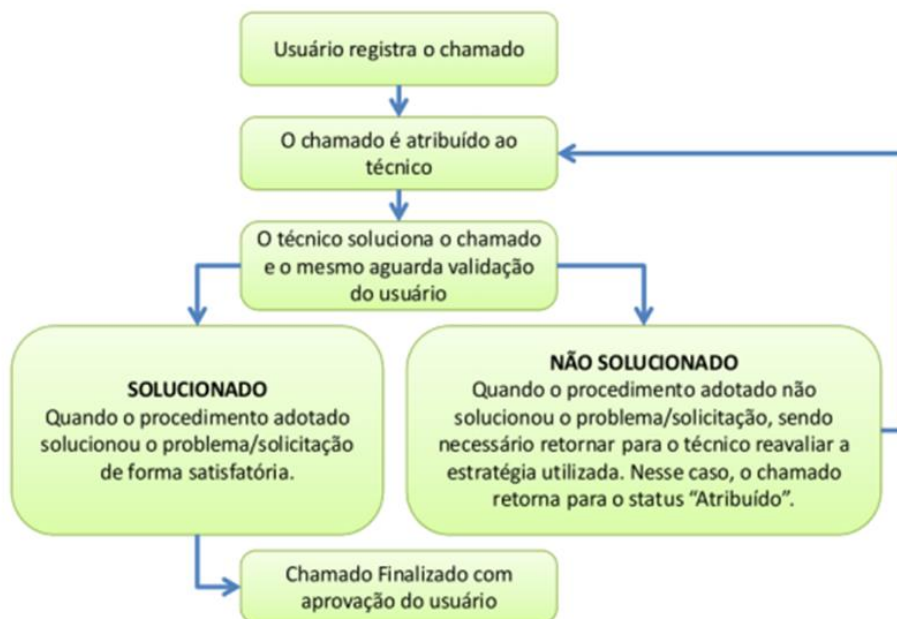 Usuário registra o chamado
O chamado é atribuído ao
técnico
O técnico soluciona o chamado
e o mesmo aguarda validação
do usuário
SOLUCIONADO
Quando o procedimento adotado
solucionou o problema/solicitação
de forma satisfatória.
NÃO SOLUCIONADO
Quando o procedimento adotado não
solucionou o problema/solicitação, sendo
necessário retornar para o técnico reavaliar a
estratégia utilizada. Nesse caso, o chamado
retorna para o status “Atribuído”.
Chamado Finalizado com
aprovação do usuário